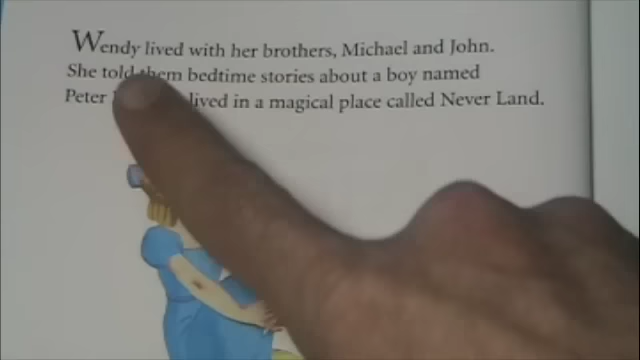 Wendy lived with her brothers, Michael and John.
She told them bedtime stories about a boy named
Peter lived in a magical place called Never Land.